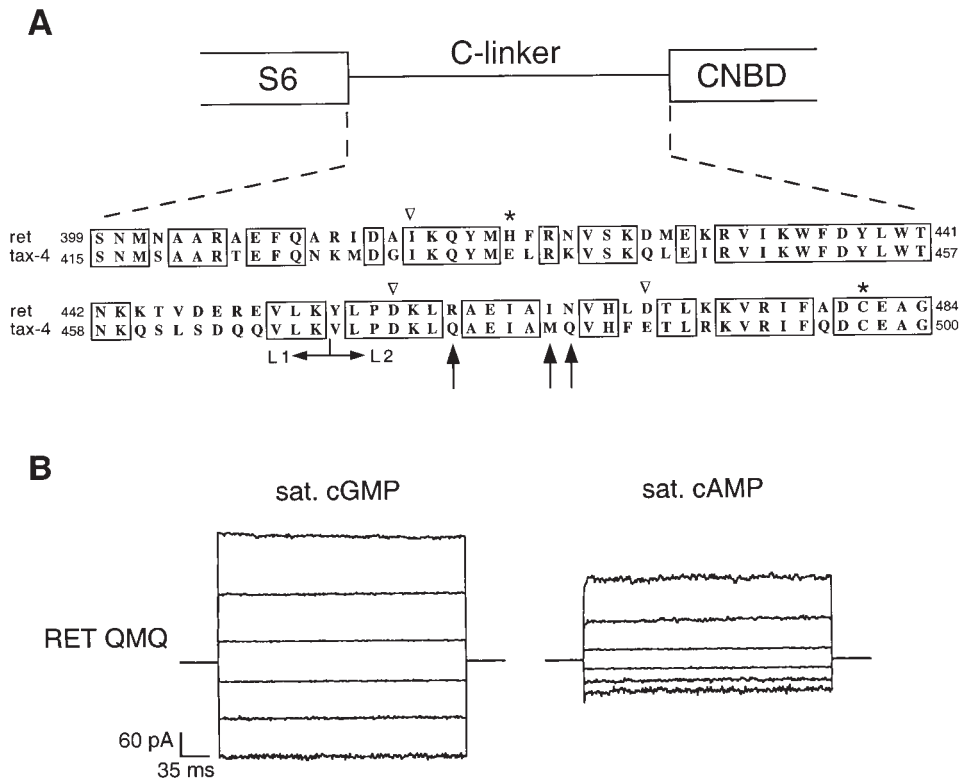 A
S6
C-linker
CNBD
▽ *
ret 399 S N M N A A R A E F Q A R I D A I K Q Y M H F R N V S K D M E K R V I K W F D Y L W T 441
tax-4 415 S N M S A A R T E F Q N K M D G I K Q Y M E L R K V S K Q L E I R V I K W F D Y L W T 457
▽ ▽ *
ret 442 N K K T V D E R E V L K Y L P D K L R A E I A I N V H L D T L K K V R I F A D C E A G 484
tax-4 458 N K Q S L S D Q Q V L K V L P D K L Q A E I A M Q V H F E T L R K V R I F Q D C E A G 500
L1 L2
B
sat. cGMP
sat. cAMP
RET QMQ
60 pA
35 ms